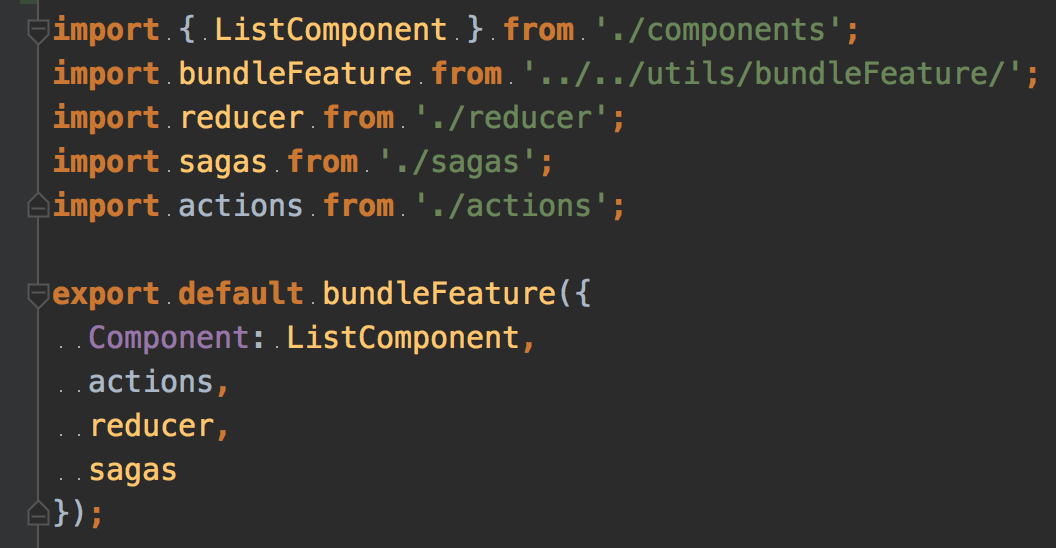 import { ListComponent } from './components';
import bundleFeature from '../../utils/bundleFeature/';
import reducer from './reducer';
import sagas from './sagas';
import actions from './actions';

export default bundleFeature({
  Component: ListComponent,
  actions,
  reducer,
  sagas
});